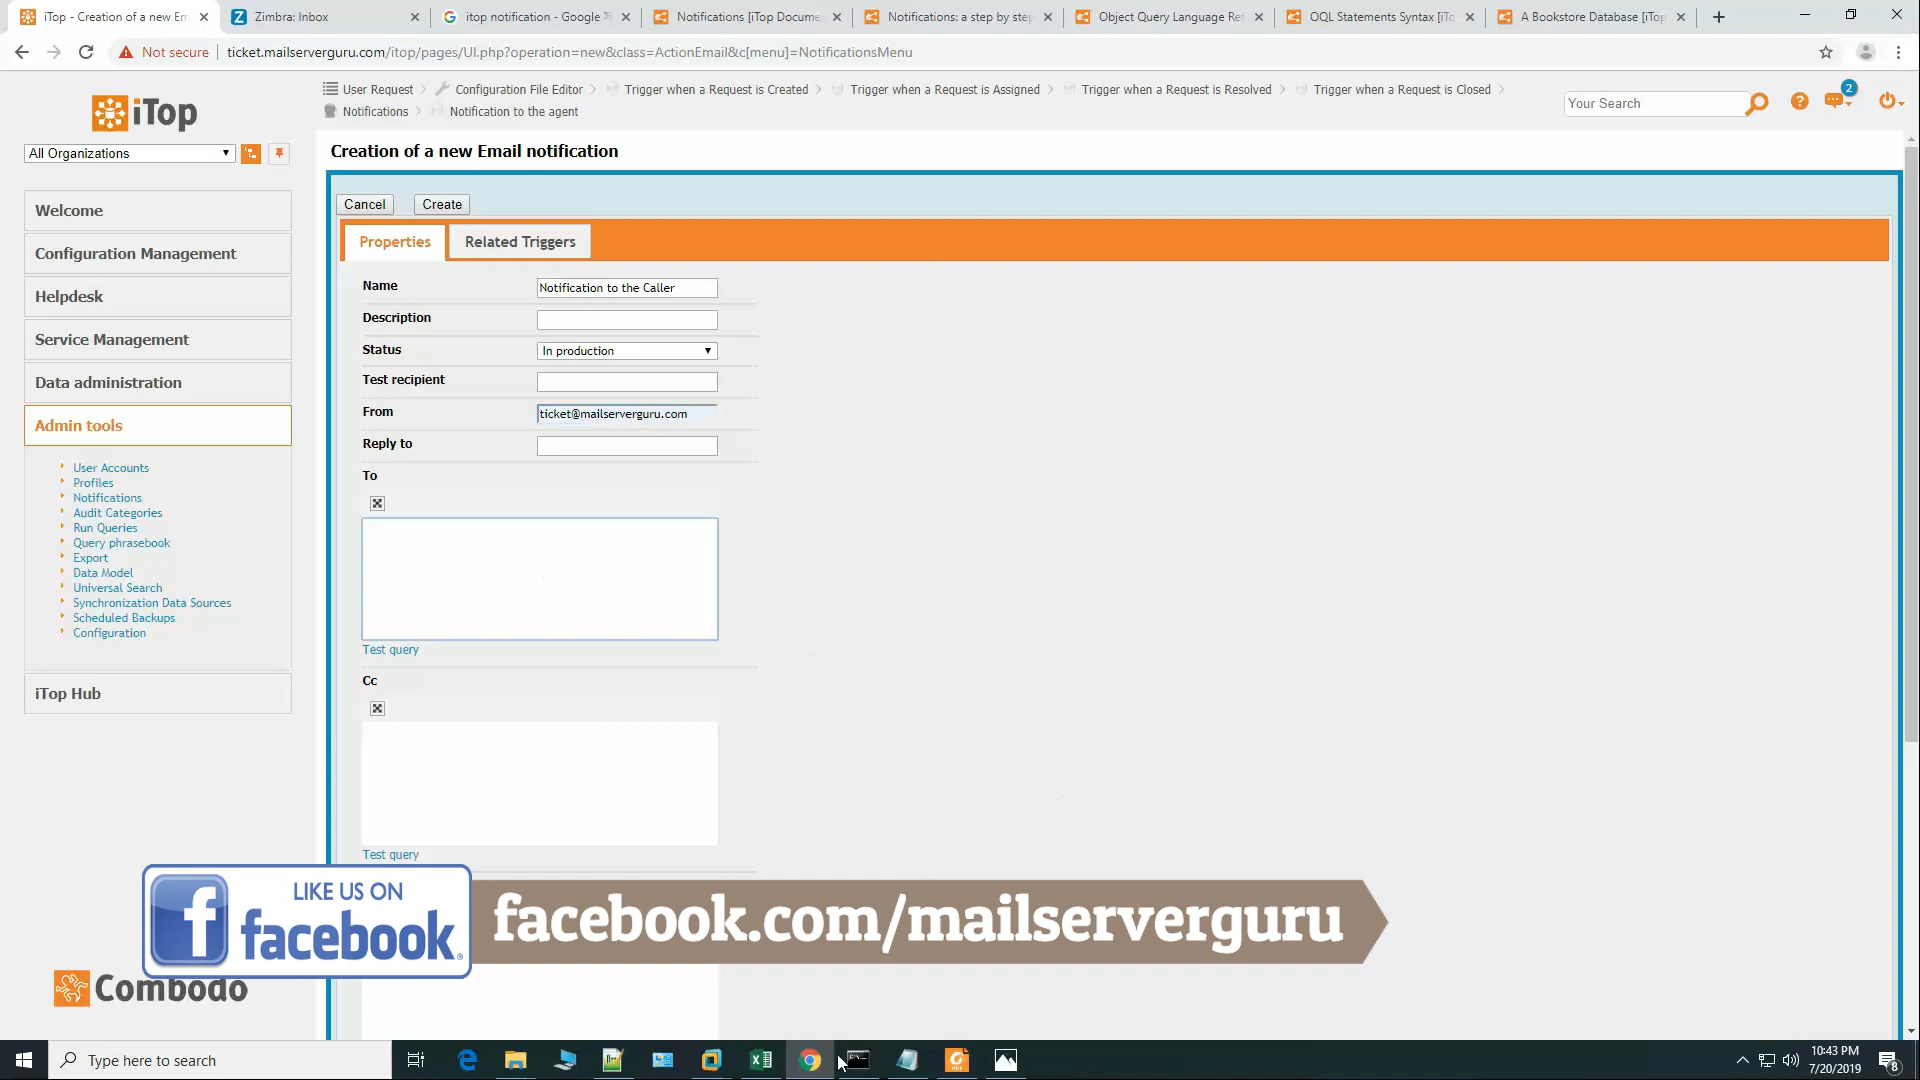 iTop - Creation of a new Em
Zimbra: Inbox
itop notification - Google
Notifications [iTop Docume
Notifications: a step by step
Object Query Language Re
OQL Statements Syntax [iTo
A Bookstore Database [iTop
Not secure
ticket.mailserverguru.com/itop/pages/UI.php?operation=new&class=ActionEmail&c[menu]=NotificationsMenu
User Request
Configuration File Editor
Trigger when a Request is Created
Trigger when a Request is Assigned
Trigger when a Request is Resolved
Trigger when a Request is Closed
Notifications
Notification to the agent
Your Search
2
iTop
All Organizations
Welcome
Configuration Management
Helpdesk
Service Management
Data administration
Admin tools
User Accounts
Profiles
Notifications
Audit Categories
Run Queries
Query phrasebook
Export
Data Model
Universal Search
Synchronization Data Sources
Scheduled Backups
Configuration
iTop Hub
Creation of a new Email notification
Cancel
Create
Properties
Related Triggers
Name
Notification to the Caller
Description
Status
In production
Test recipient
From
ticket@mailserverguru.com
Reply to
To
Test query
Cc
Test query
LIKE US ON
facebook.
facebook.com/mailserverguru
Combodo
Type here to search
10:43 PM
7/20/2019
8